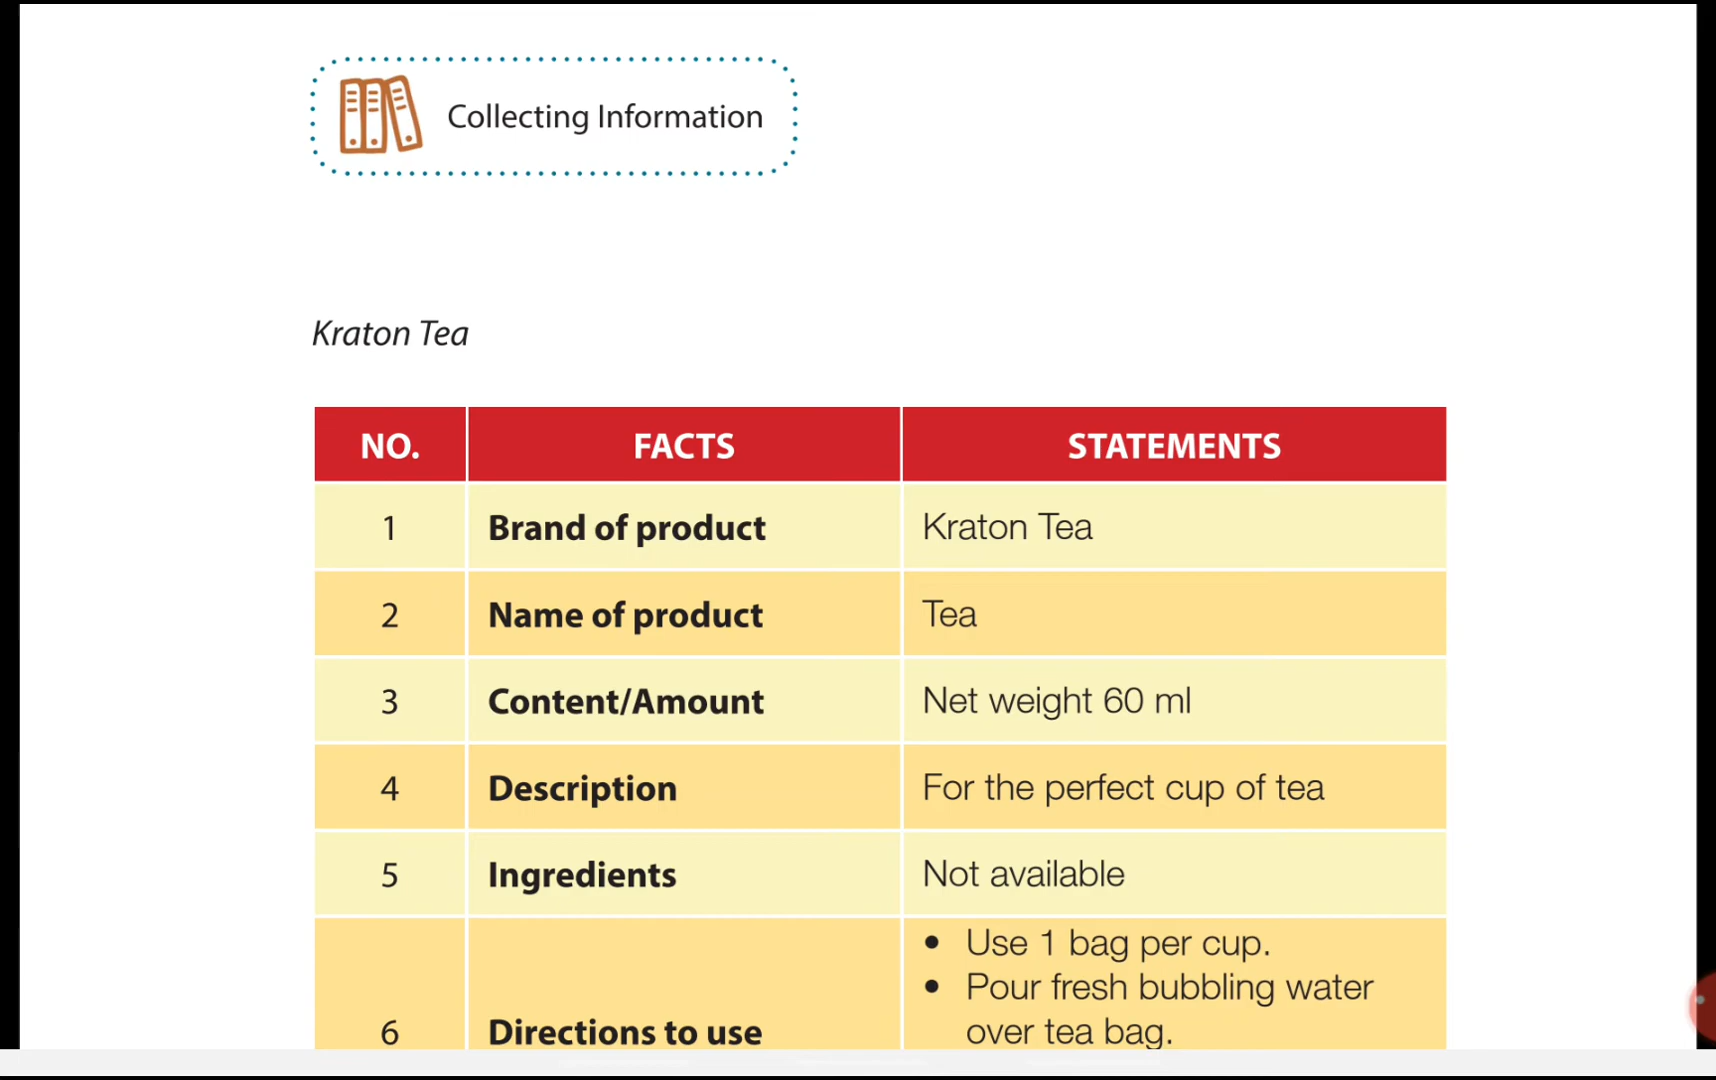 Collecting Information
Kraton Tea
NO. FACTS STATEMENTS
1 Brand of product Kraton Tea
2 Name of product Tea
3 Content/Amount Net weight 60 ml
4 Description For the perfect cup of tea
5 Ingredients Not available
6 Directions to use • Use 1 bag per cup.
• Pour fresh bubbling water
over tea bag.